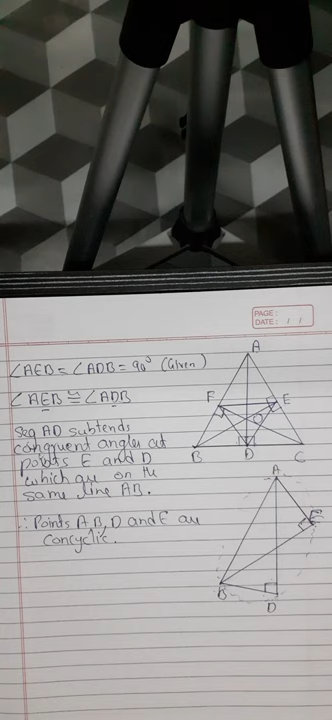 PAGE:
DATE: / /
∠AEB = ∠ADB = 90° (Given)
∠AEB ≅ ∠ADB
Seg AD subtends
congruent angles at
points E and D
which are on the
same line AB.
∴ Points A, B, D and E are
concyclic.
A
F
E
O
B
D
C
A
E
B
D